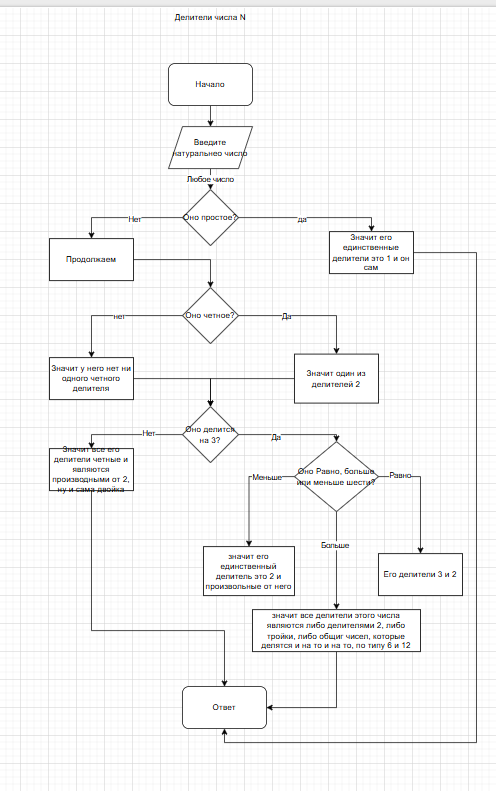 Делители числа N
Начало
Введите
натуральнео число
Любое число
Оно простое?
Нет
да
Продолжаем
Значит его
единственные
делители это 1 и он
сам
Оно четное?
нет
Да
Значит у него нет ни
одного четного
делителя
Значит один из
делителей 2
Оно делится
на 3?
Нет
Да
Значит все его
делители четные и
являются
производными от 2,
ну и сама двойка
Оно Равно, больше
или меньше шести?
Меньше
Равно
Больше
значит его
единственный
делитель это 2 и
произвольные от него
Его делители 3 и 2
значит все делители этого числа
являются либо делителями 2, либо
тройки, либо общиг чисел, которые
делятся и на то и на то, по типу 6 и 12
Ответ